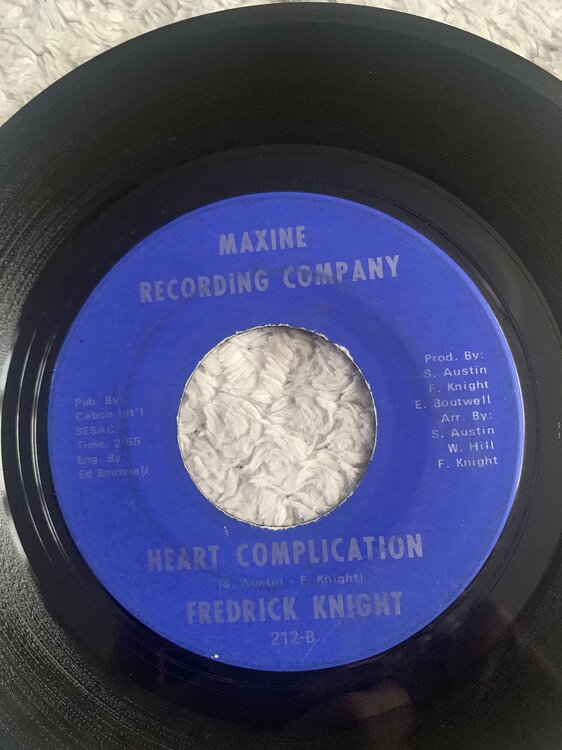 MAXINE
RECORDING COMPANY
Pub. By:
Cebco Int'l
SESAC
Time: 2:55
Eng. By:
Ed Boutwell
Prod. By:
S. Austin
F. Knight
E. Boutwell
Arr. By:
S. Austin
W. Hill
F. Knight
HEART COMPLICATION
(S. Austin - F. Knight)
FREDRICK KNIGHT
212-B